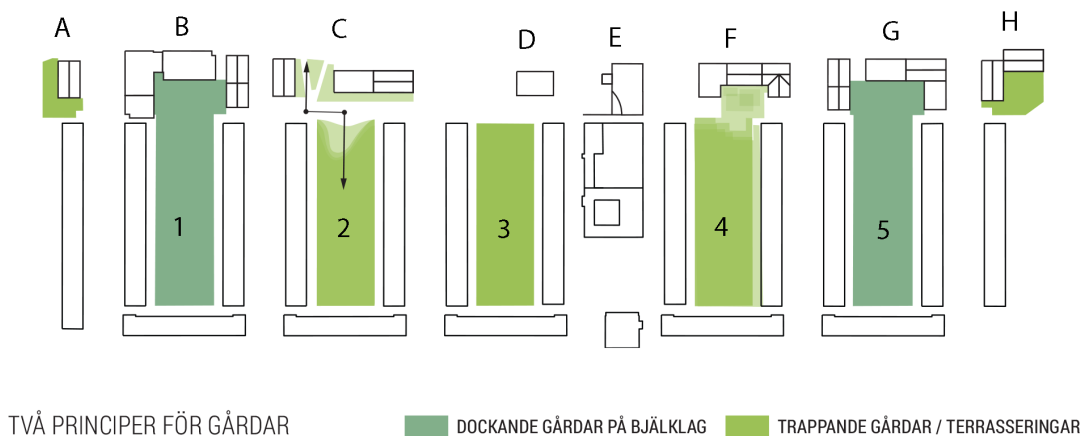 A B C D E F G H
1 2 3 4 5
TVÅ PRINCIPER FÖR GÅRDAR
DOCKANDE GÅRDAR PÅ BJÄLKLAG
TRAPPANDE GÅRDAR / TERRASSERINGAR